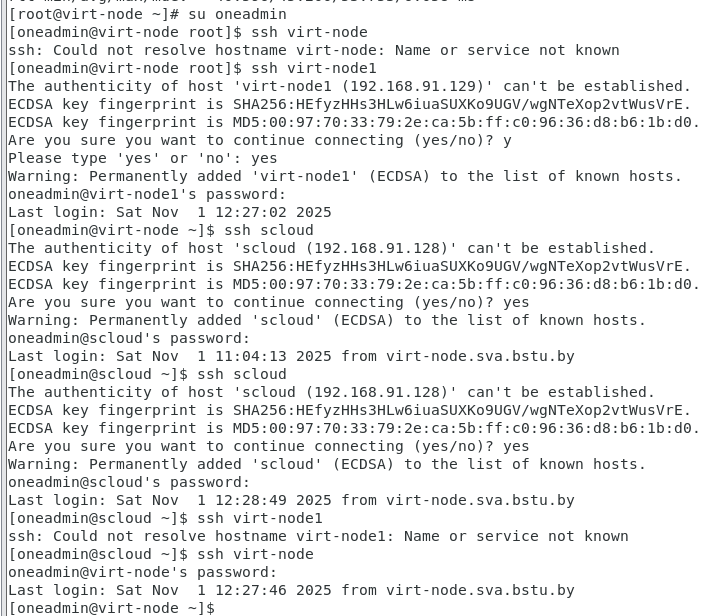 [root@virt-node ~]# su oneadmin
[oneadmin@virt-node root]$ ssh virt-node
ssh: Could not resolve hostname virt-node: Name or service not known
[oneadmin@virt-node root]$ ssh virt-node1
The authenticity of host 'virt-node1 (192.168.91.129)' can't be established.
ECDSA key fingerprint is SHA256:HEfyzHHs3HLw6iuaSUXKo9UGV/wgNTeXop2vtWusVrE.
ECDSA key fingerprint is MD5:00:97:70:33:79:2e:ca:5b:ff:c0:96:36:d8:b6:1b:d0.
Are you sure you want to continue connecting (yes/no)? y
Please type 'yes' or 'no': yes
Warning: Permanently added 'virt-node1' (ECDSA) to the list of known hosts.
oneadmin@virt-node1's password:
Last login: Sat Nov  1 12:27:02 2025
[oneadmin@virt-node ~]$ ssh scloud
The authenticity of host 'scloud (192.168.91.128)' can't be established.
ECDSA key fingerprint is SHA256:HEfyzHHs3HLw6iuaSUXKo9UGV/wgNTeXop2vtWusVrE.
ECDSA key fingerprint is MD5:00:97:70:33:79:2e:ca:5b:ff:c0:96:36:d8:b6:1b:d0.
Are you sure you want to continue connecting (yes/no)? yes
Warning: Permanently added 'scloud' (ECDSA) to the list of known hosts.
oneadmin@scloud's password:
Last login: Sat Nov  1 11:04:13 2025 from virt-node.sva.bstu.by
[oneadmin@scloud ~]$ ssh scloud
The authenticity of host 'scloud (192.168.91.128)' can't be established.
ECDSA key fingerprint is SHA256:HEfyzHHs3HLw6iuaSUXKo9UGV/wgNTeXop2vtWusVrE.
ECDSA key fingerprint is MD5:00:97:70:33:79:2e:ca:5b:ff:c0:96:36:d8:b6:1b:d0.
Are you sure you want to continue connecting (yes/no)? yes
Warning: Permanently added 'scloud' (ECDSA) to the list of known hosts.
oneadmin@scloud's password:
Last login: Sat Nov  1 12:28:49 2025 from virt-node.sva.bstu.by
[oneadmin@scloud ~]$ ssh virt-node1
ssh: Could not resolve hostname virt-node1: Name or service not known
[oneadmin@scloud ~]$ ssh virt-node
oneadmin@virt-node's password:
Last login: Sat Nov  1 12:27:46 2025 from virt-node.sva.bstu.by
[oneadmin@virt-node ~]$